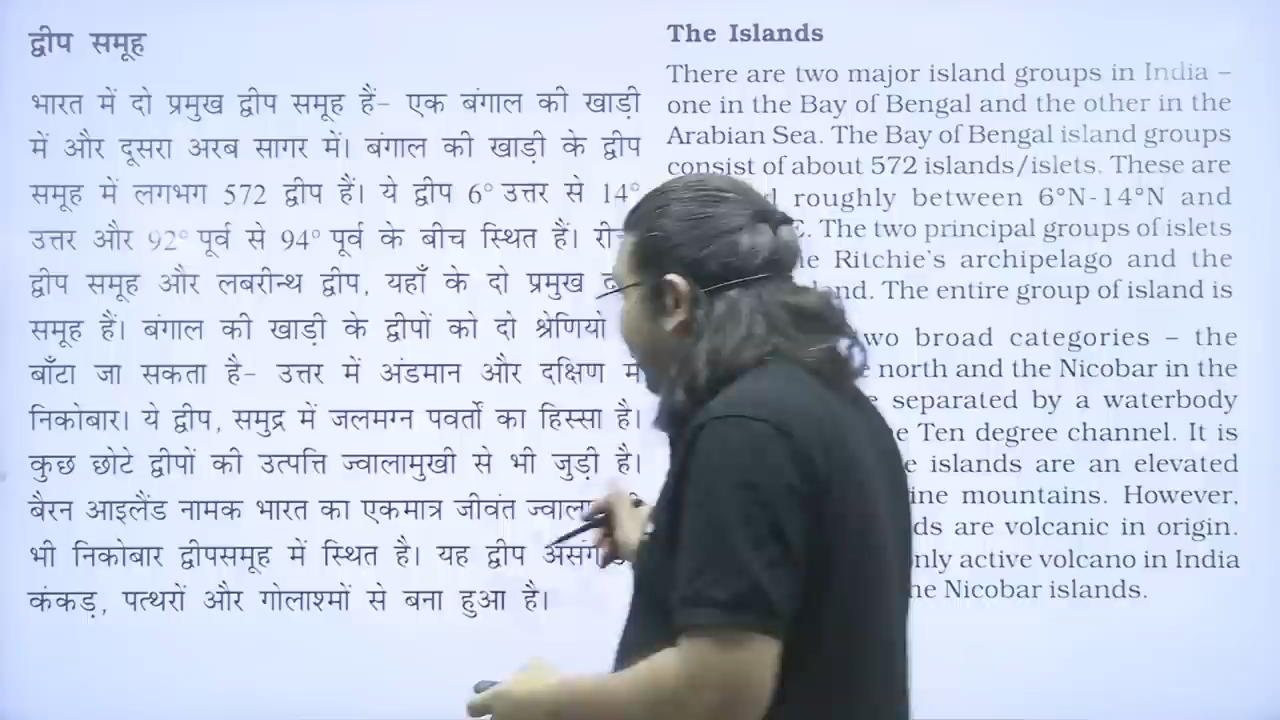 द्वीप समूह
भारत में दो प्रमुख द्वीप समूह हैं- एक बंगाल की खाड़ी
में और दूसरा अरब सागर में। बंगाल की खाड़ी के द्वीप
समूह में लगभग 572 द्वीप हैं। ये द्वीप 6° उत्तर से 14°
उत्तर और 92° पूर्व से 94° पूर्व के बीच स्थित हैं।
द्वीप समूह और लबरीन्थ द्वीप, यहाँ के दो प्रमुख
समूह हैं। बंगाल की खाड़ी के द्वीपों को दो श्रेणियो
बाँटा जा सकता है- उत्तर में अंडमान और दक्षिण में
निकोबार। ये द्वीप, समुद्र में जलमग्न पवर्तों का हिस्सा है।
कुछ छोटे द्वीपों की उत्पत्ति ज्वालामुखी से भी जुड़ी है।
बैरन आइलैंड नामक भारत का एकमात्र जीवंत
भी निकोबार द्वीपसमूह में स्थित है। यह द्वीप
कंकड़, पत्थरों और गोलाश्मों से बना हुआ है।
The Islands
There are two major island groups in India –
one in the Bay of Bengal and the other in the
Arabian Sea. The Bay of Bengal island groups
consist of about 572 islands/islets. These are
roughly between 6°N-14°N and
The two principal groups of islets
Ritchie's archipelago and the
The entire group of island is
two broad categories – the
north and the Nicobar in the
separated by a waterbody
Ten degree channel. It is
islands are an elevated
mountains. However,
are volcanic in origin.
only active volcano in India
the Nicobar islands.